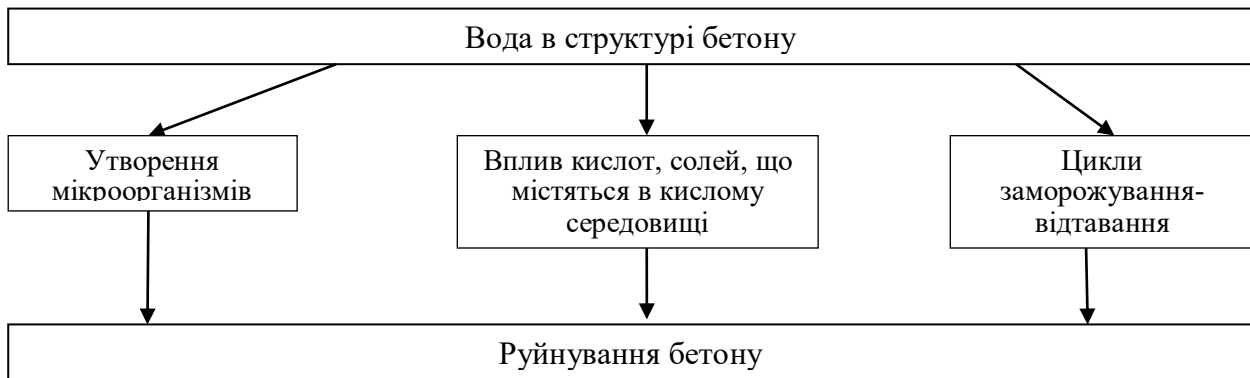 Вода в структурі бетону
Утворення
мікроорганізмів
Вплив кислот, солей, що
містяться в кислому
середовищі
Цикли
заморожування-
відтавання
Руйнування бетону